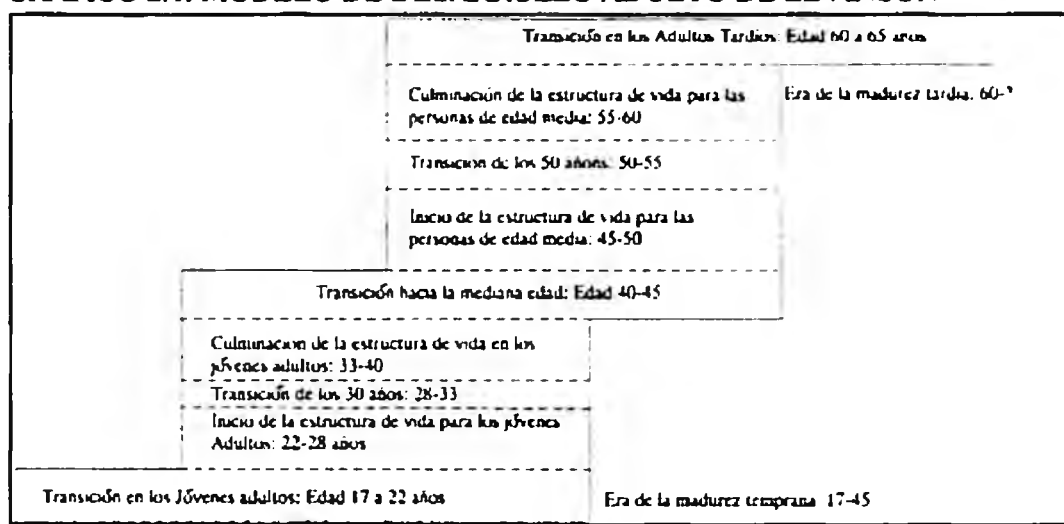 Transición en los Adultos Tardíos: Edad 60 a 65 años
Culminación de la estructura de vida para las
personas de edad media: 55-60
Era de la madurez tardía: 60-?
Transición de los 50 años: 50-55
Inicio de la estructura de vida para las
personas de edad media: 45-50
Transición hacia la mediana edad: Edad 40-45
Culminación de la estructura de vida en los
jóvenes adultos: 33-40
Transición de los 30 años: 28-33
Inicio de la estructura de vida para los jóvenes
Adultos: 22-28 años
Transición en los Jóvenes adultos: Edad 17 a 22 años
Era de la madurez temprana 17-45